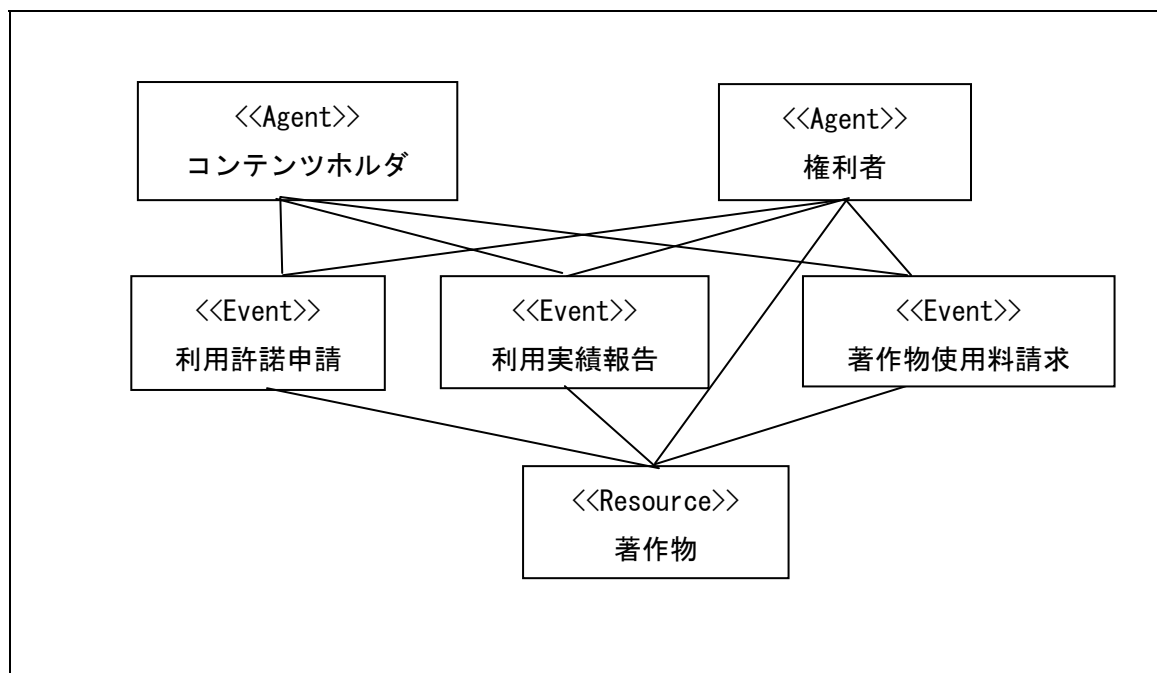 <<Agent>>
コンテンツホルダ
<<Agent>>
権利者
<<Event>>
利用許諾申請
<<Event>>
利用実績報告
<<Event>>
著作物使用料請求
<<Resource>>
著作物